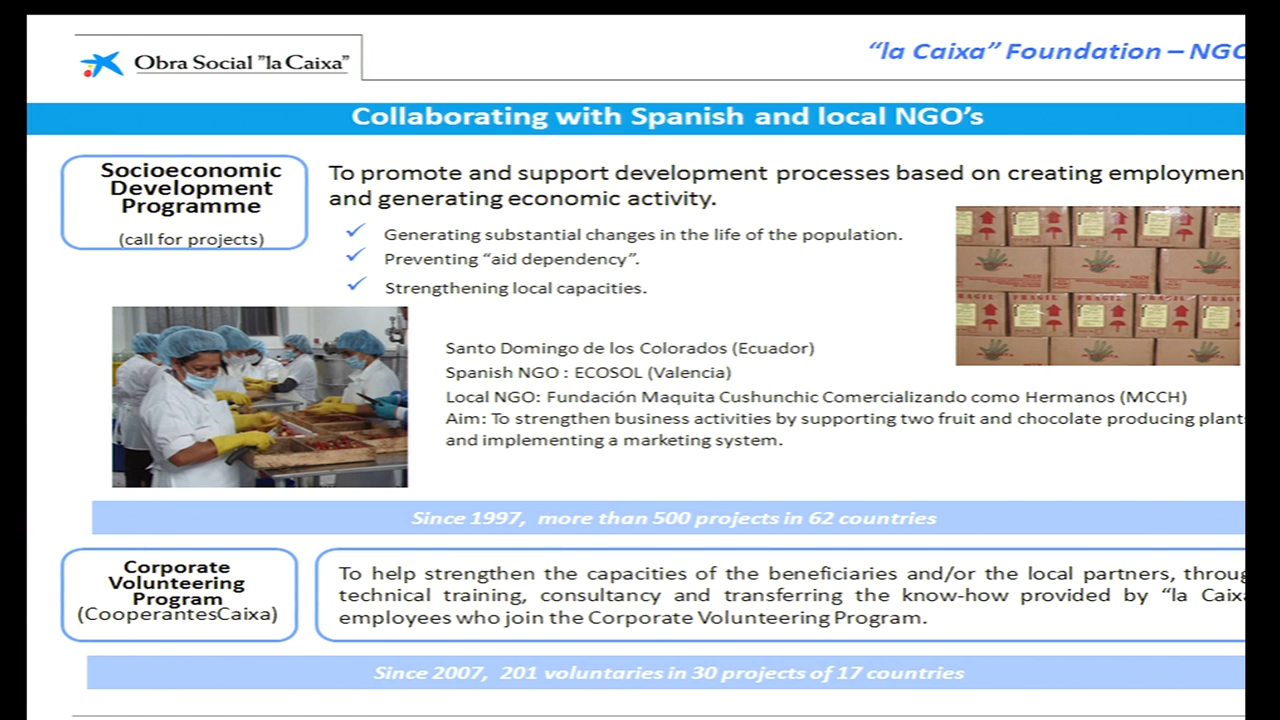 Obra Social "la Caixa"
"la Caixa" Foundation – NGO
Collaborating with Spanish and local NGO's
Socioeconomic
Development
Programme
(call for projects)
To promote and support development processes based on creating employmen
and generating economic activity.
Generating substantial changes in the life of the population.
Preventing "aid dependency".
Strengthening local capacities.
FRAGIL FRAGIL FRAGIL
MCCH
Santo Domingo de los Colorados (Ecuador)
Spanish NGO : ECOSOL (Valencia)
Local NGO: Fundación Maquita Cushunchic Comercializando como Hermanos (MCCH)
Aim: To strengthen business activities by supporting two fruit and chocolate producing plant
and implementing a marketing system.
Since 1997, more than 500 projects in 62 countries
Corporate
Volunteering
Program
(CooperantesCaixa)
To help strengthen the capacities of the beneficiaries and/or the local partners, throug
technical training, consultancy and transferring the know-how provided by "la Caixa
employees who join the Corporate Volunteering Program.
Since 2007, 201 voluntaries in 30 projects of 17 countries